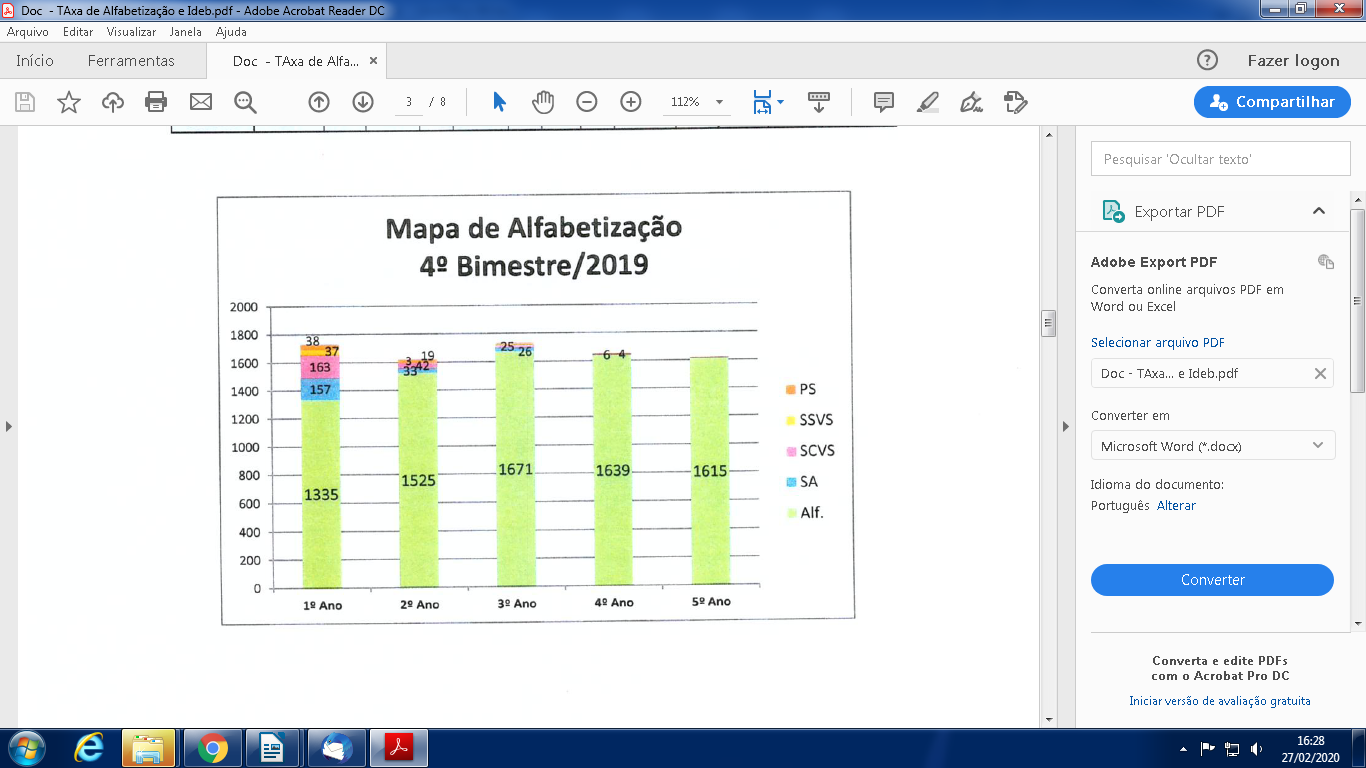 Doc - TAxa de Alfabetização e Ideb.pdf - Adobe Acrobat Reader DC
Arquivo Editar Visualizar Janela Ajuda
Início Ferramentas Doc - TAxa de Alfa... × Fazer logon
3 / 8 112% Compartilhar
Mapa de Alfabetização
4º Bimestre/2019
2000
1800
1600
1400
1200
1000
800
600
400
200
0
38
37
163
157
1335
19
3
42
33
1525
25
26
1671
6
4
1639
1615
1º Ano 2º Ano 3º Ano 4º Ano 5º Ano
PS
SSVS
SCVS
SA
Alf.
Pesquisar 'Ocultar texto'
Exportar PDF
Adobe Export PDF
Converta online arquivos PDF em
Word ou Excel
Selecionar arquivo PDF
Doc - TAxa... e Ideb.pdf
Converter em
Microsoft Word (*.docx)
Idioma do documento:
Português Alterar
Converter
Converta e edite PDFs
com o Acrobat Pro DC
Iniciar versão de avaliação gratuita
16:28
27/02/2020